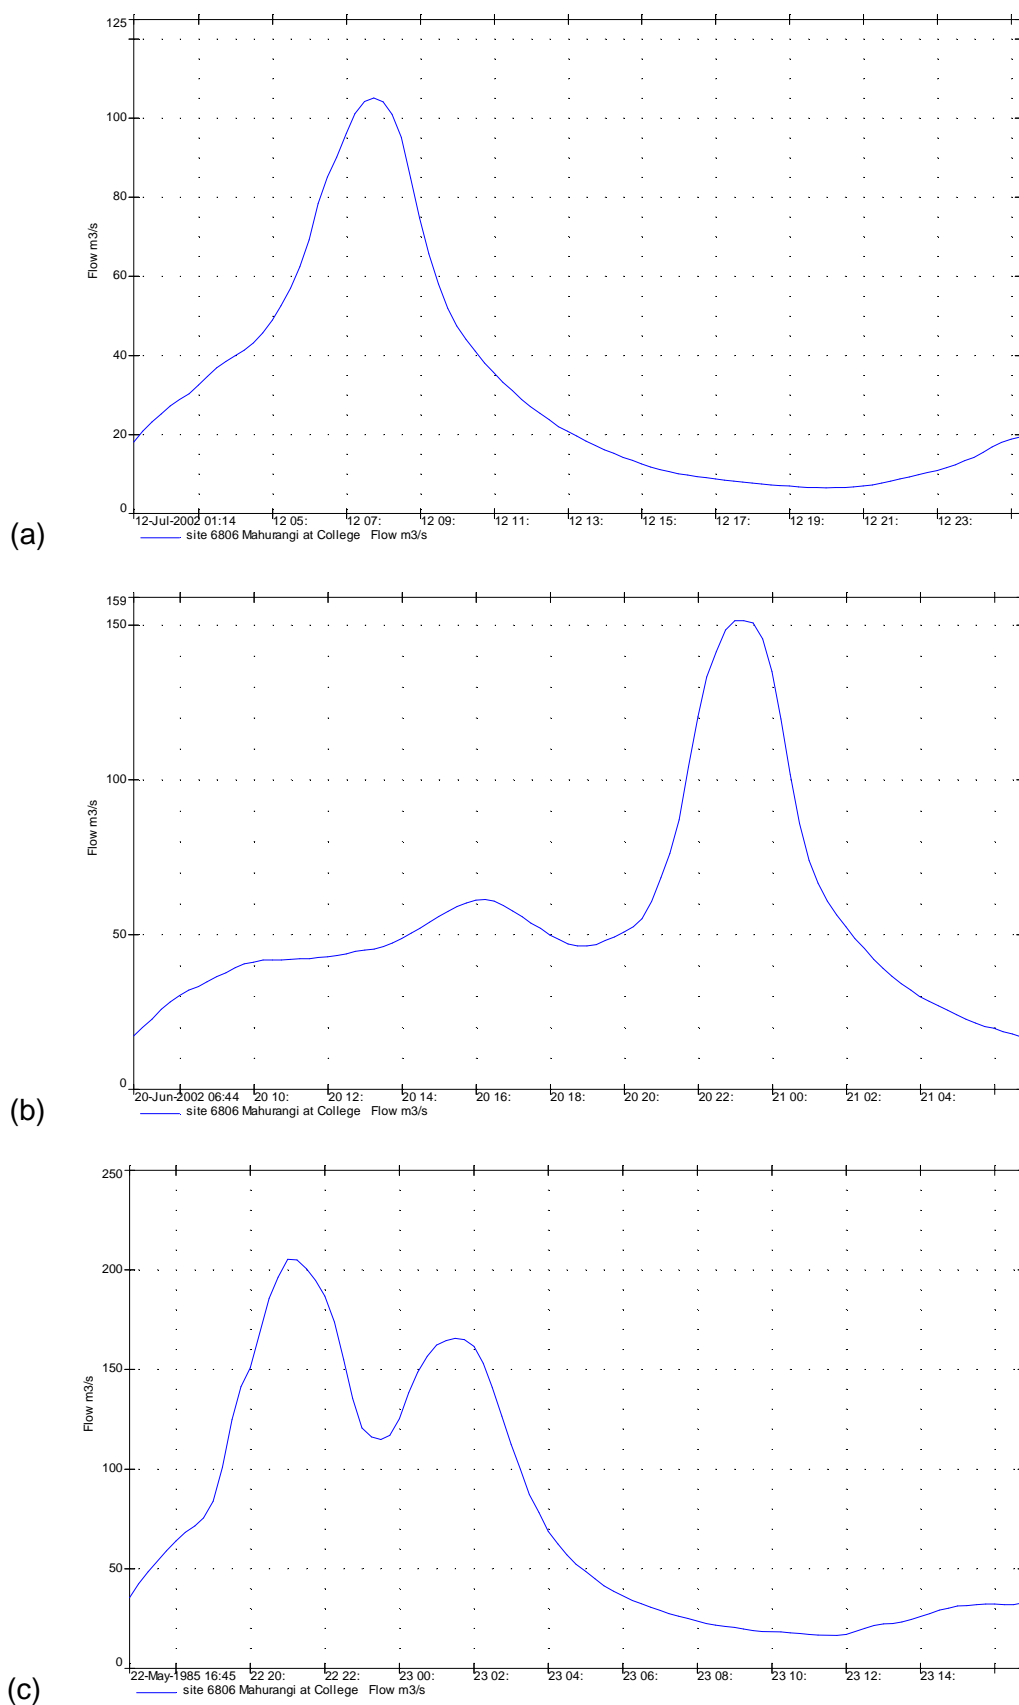 125
100
80
60
40
20
0
Flow m3/s
12-Jul-2002 01:14 12 05: 12 07: 12 09: 12 11: 12 13: 12 15: 12 17: 12 19: 12 21: 12 23:
site 6806 Mahurangi at College Flow m3/s
(a)
159
150
100
50
0
Flow m3/s
20-Jun-2002 06:44 20 10: 20 12: 20 14: 20 16: 20 18: 20 20: 20 22: 21 00: 21 02: 21 04:
site 6806 Mahurangi at College Flow m3/s
(b)
250
200
150
100
50
0
Flow m3/s
22-May-1985 16:45 22 20: 22 22: 23 00: 23 02: 23 04: 23 06: 23 08: 23 10: 23 12: 23 14:
site 6806 Mahurangi at College Flow m3/s
(c)